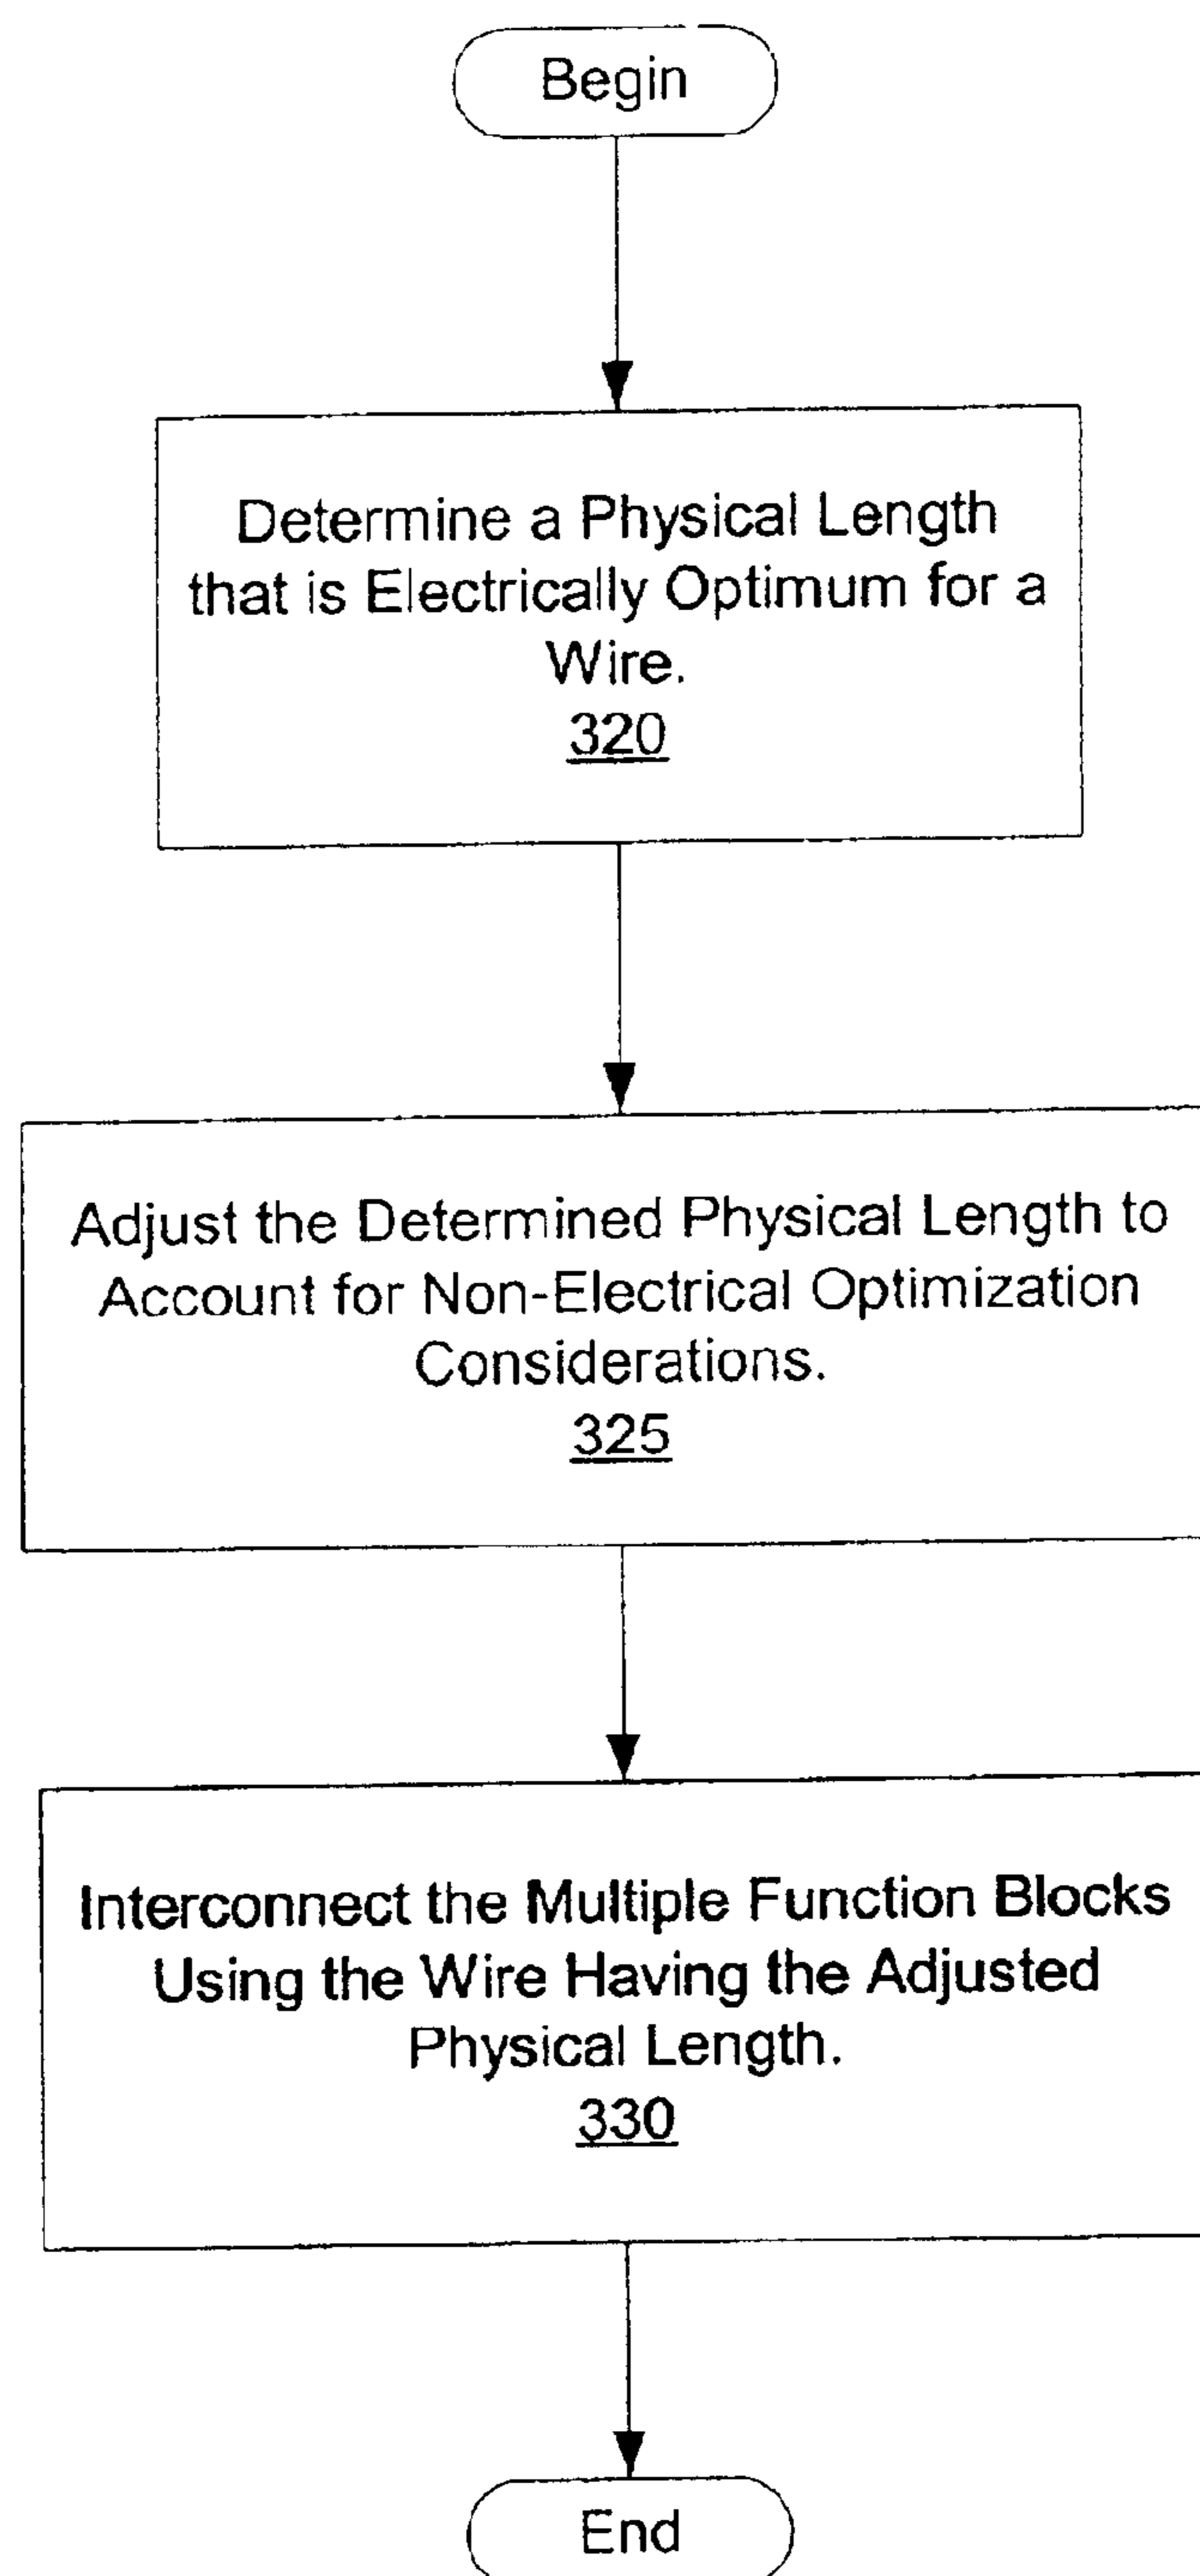 Begin
Determine a Physical Length
that is Electrically Optimum for a
Wire.
320
Adjust the Determined Physical Length to
Account for Non-Electrical Optimization
Considerations.
325
Interconnect the Multiple Function Blocks
Using the Wire Having the Adjusted
Physical Length.
330
End